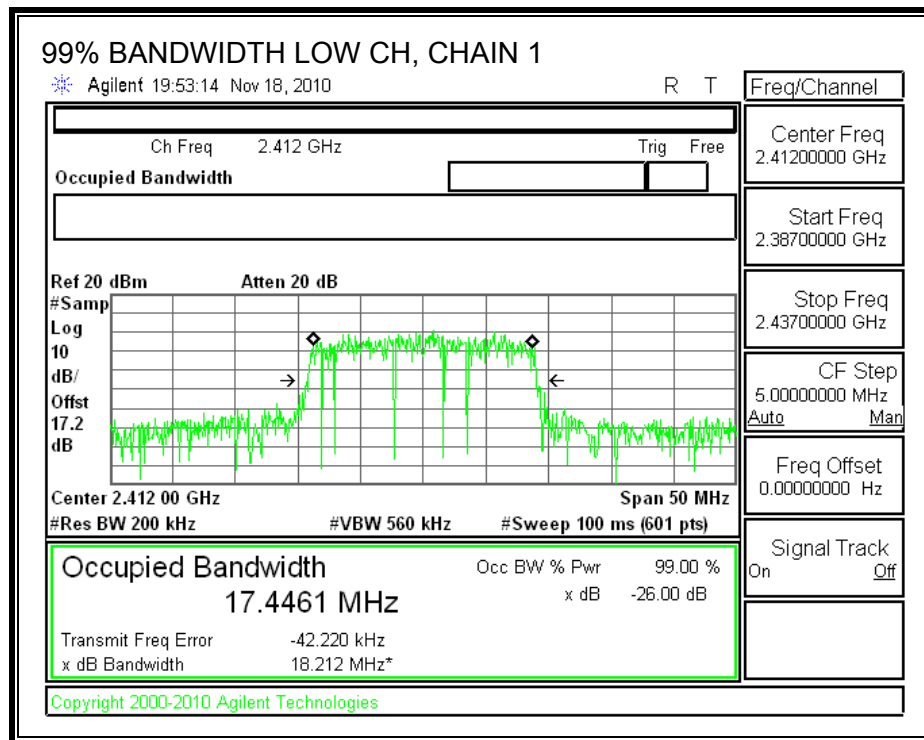 99% BANDWIDTH LOW CH, CHAIN 1
Agilent 19:53:14 Nov 18, 2010 R T
Freq/Channel
Ch Freq 2.412 GHz Trig Free
Occupied Bandwidth
Center Freq
2.41200000 GHz
Start Freq
2.38700000 GHz
Stop Freq
2.43700000 GHz
CF Step
5.00000000 MHz
Auto Man
Freq Offset
0.00000000 Hz
Signal Track
On Off
Ref 20 dBm Atten 20 dB
#Samp
Log
10
dB/
Offst
17.2
dB
Center 2.412 00 GHz Span 50 MHz
#Res BW 200 kHz #VBW 560 kHz #Sweep 100 ms (601 pts)
Occupied Bandwidth Occ BW % Pwr 99.00 %
17.4461 MHz x dB -26.00 dB
Transmit Freq Error -42.220 kHz
x dB Bandwidth 18.212 MHz*
Copyright 2000-2010 Agilent Technologies